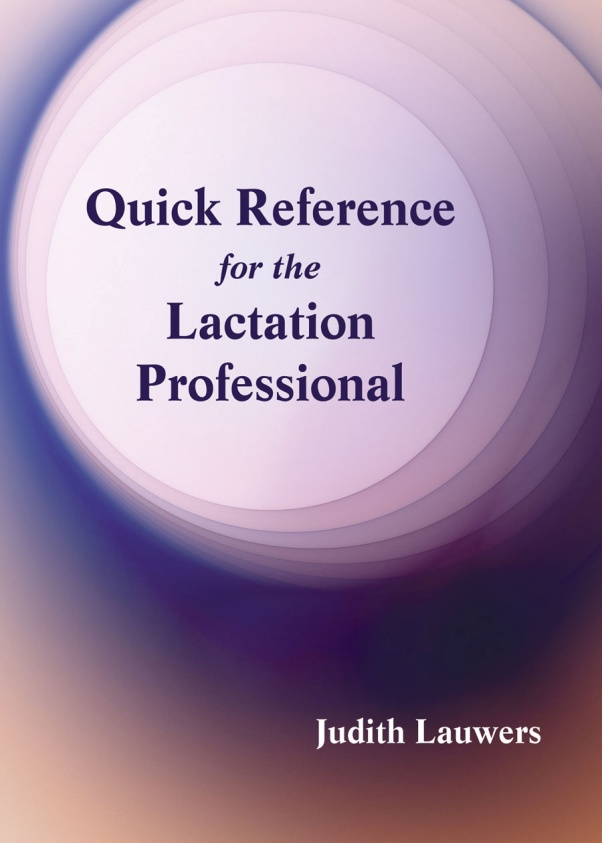 Quick Reference
for the
Lactation
Professional
Judith Lauwers